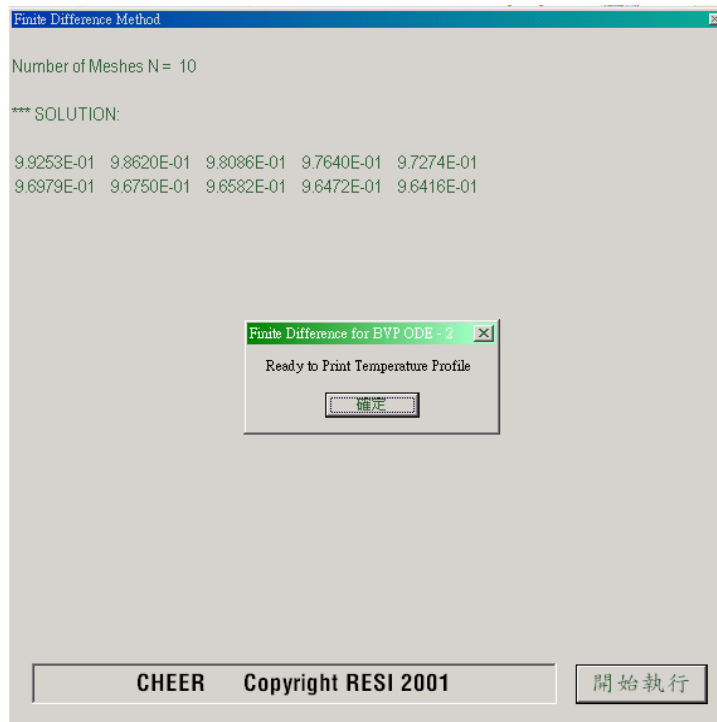 Finite Difference Method
Number of Meshes N = 10
*** SOLUTION:
9.9253E-01 9.8620E-01 9.8086E-01 9.7640E-01 9.7274E-01
9.6979E-01 9.6750E-01 9.6582E-01 9.6472E-01 9.6416E-01
Finite Difference for BVP ODE - 2
Ready to Print Temperature Profile
確定
CHEER Copyright RESI 2001
開始執行